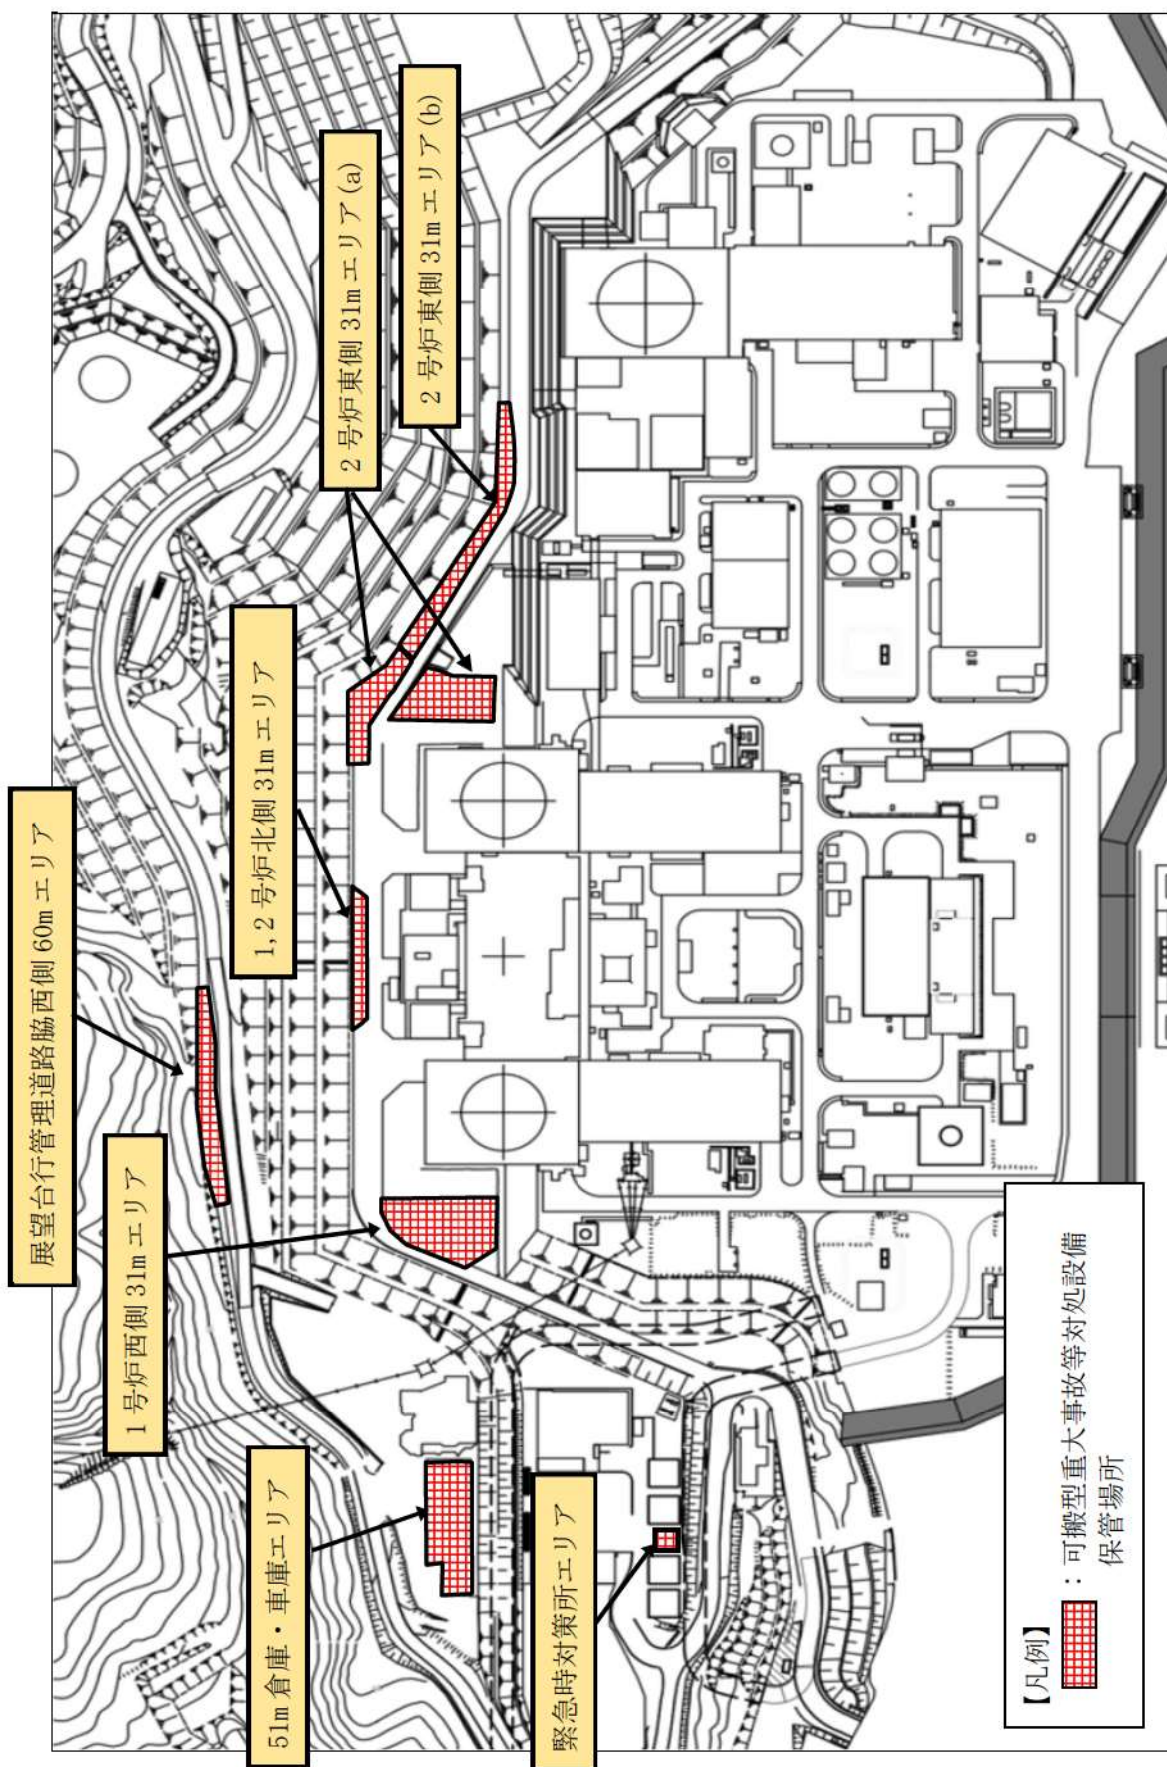 51m 倉庫・車庫エリア
1 号炉西側 31m エリア
展望台行管理道路脇西側 60m エリア
1, 2 号炉北側 31m エリア
2 号炉東側 31m エリア(a)
2 号炉東側 31m エリア(b)
緊急時対策所エリア
【凡例】
：可搬型重大事故等対処設備
保管場所